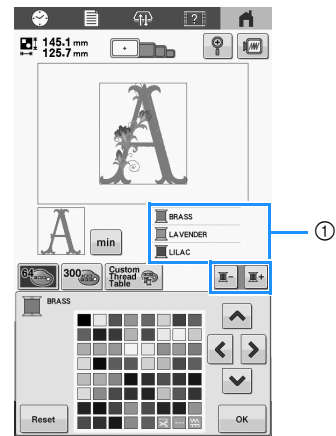 145.1 mm
125.7 mm
A
①
BRASS
LAVENDER
LILAC
A
min
64
300
Custom
Thread
Table
BRASS
Reset
OK